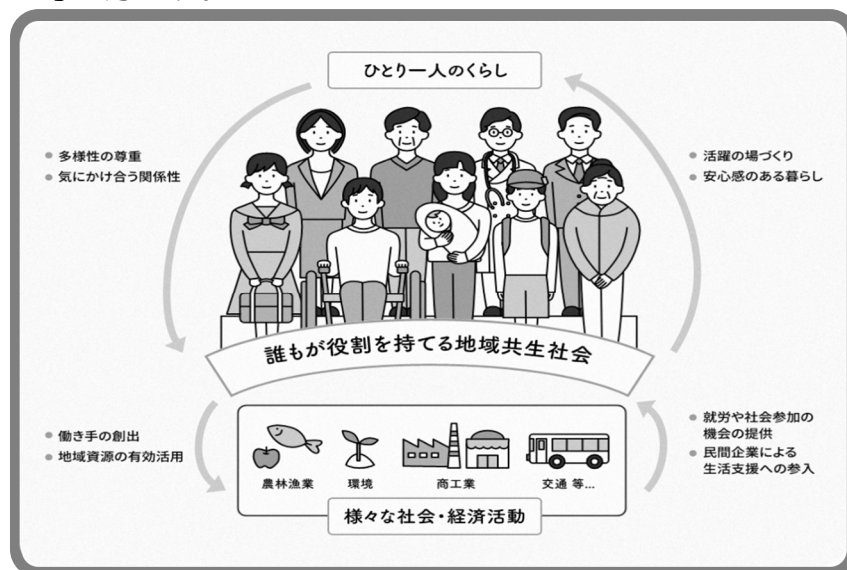 ひとり一人のくらし
・多様性の尊重
・気にかけ合う関係性
・活躍の場づくり
・安心感のある暮らし
誰もが役割を持てる地域共生社会
・働き手の創出
・地域資源の有効活用
・就労や社会参加の
機会の提供
・民間企業による
生活支援への参入
農林漁業
環境
商工業
交通 等...
様々な社会・経済活動